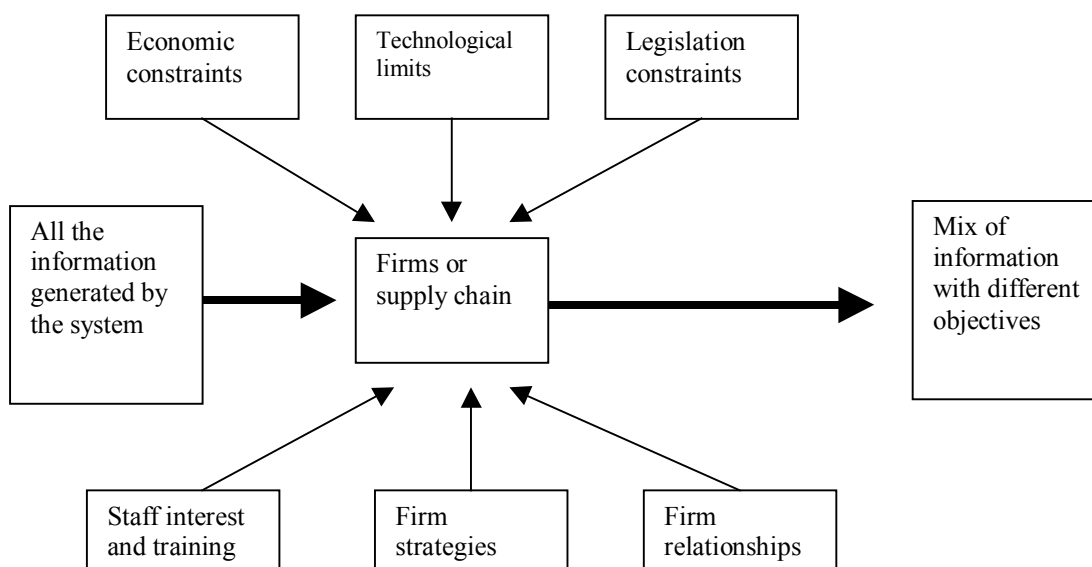 Economic
constraints
Technological
limits
Legislation
constraints
All the
information
generated by
the system
Firms or
supply chain
Mix of
information
with different
objectives
Staff interest
and training
Firm
strategies
Firm
relationships